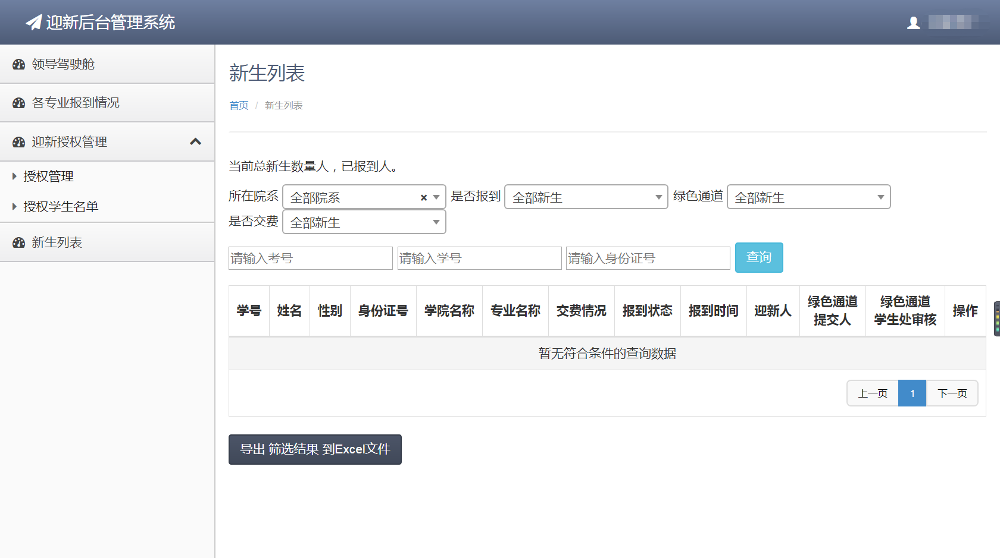 迎新后台管理系统
领导驾驶舱
各专业报到情况
迎新授权管理
授权管理
授权学生名单
新生列表
新生列表
首页 / 新生列表
当前总新生数量人，已报到人。
所在院系 全部院系 × 是否报到 全部新生 绿色通道 全部新生
是否交费 全部新生
请输入考号 请输入学号 请输入身份证号 查询
学号 姓名 性别 身份证号 学院名称 专业名称 交费情况 报到状态 报到时间 迎新人 绿色通道提交人 绿色通道学生处审核 操作
暂无符合条件的查询数据
上一页 1 下一页
导出 筛选结果 到Excel文件